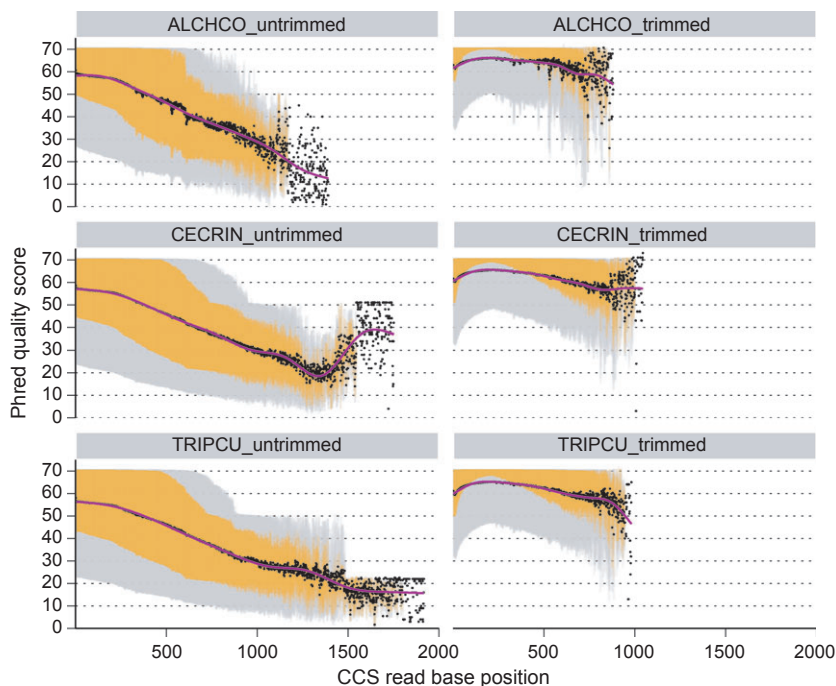 ALCHCO_untrimmed
ALCHCO_trimmed
70
60
50
40
30
20
10
0
CECRIN_untrimmed
CECRIN_trimmed
70
60
50
40
30
20
10
0
Phred quality score
TRIPCU_untrimmed
TRIPCU_trimmed
70
60
50
40
30
20
10
0
500 1000 1500 2000 500 1000 1500 2000
CCS read base position